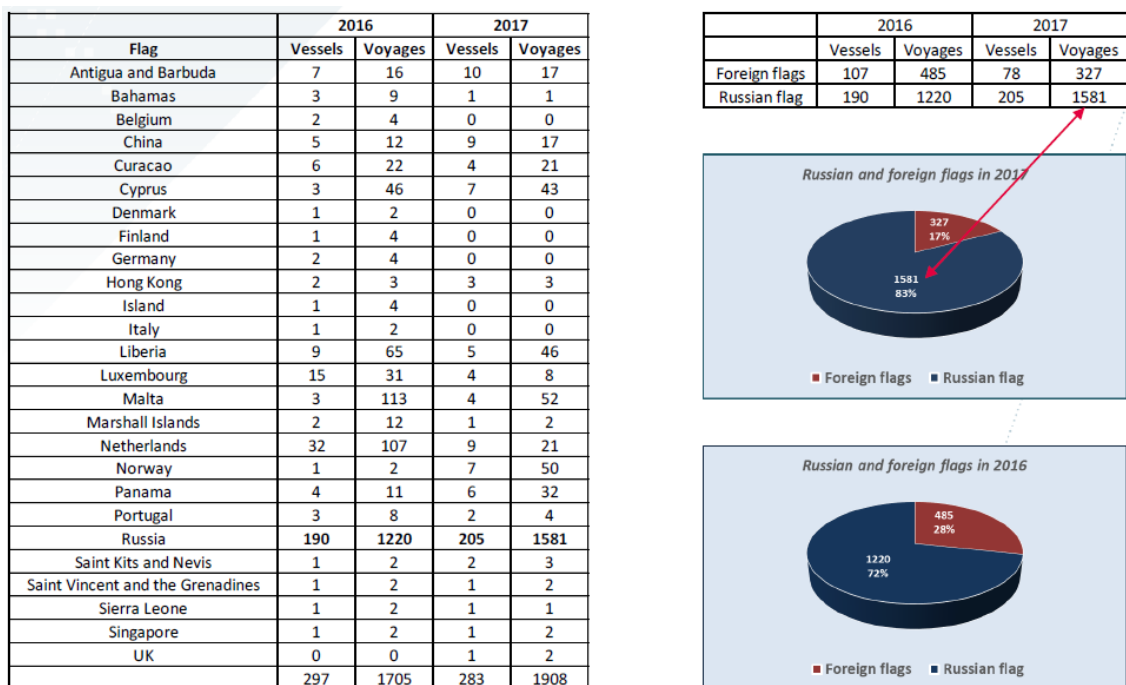 2016 2017
Flag Vessels Voyages Vessels Voyages
Antigua and Barbuda 7 16 10 17
Bahamas 3 9 1 1
Belgium 2 4 0 0
China 5 12 9 17
Curacao 6 22 4 21
Cyprus 3 46 7 43
Denmark 1 2 0 0
Finland 1 4 0 0
Germany 2 4 0 0
Hong Kong 2 3 3 3
Island 1 4 0 0
Italy 1 2 0 0
Liberia 9 65 5 46
Luxembourg 15 31 4 8
Malta 3 113 4 52
Marshall Islands 2 12 1 2
Netherlands 32 107 9 21
Norway 1 2 7 50
Panama 4 11 6 32
Portugal 3 8 2 4
Russia 190 1220 205 1581
Saint Kits and Nevis 1 2 2 3
Saint Vincent and the Grenadines 1 2 1 2
Sierra Leone 1 2 1 1
Singapore 1 2 1 2
UK 0 0 1 2
297 1705 283 1908
2016 2017
Vessels Voyages Vessels Voyages
Foreign flags 107 485 78 327
Russian flag 190 1220 205 1581
Russian and foreign flags in 2017
327
17%
1581
83%
Foreign flags Russian flag
Russian and foreign flags in 2016
485
28%
1220
72%
Foreign flags Russian flag